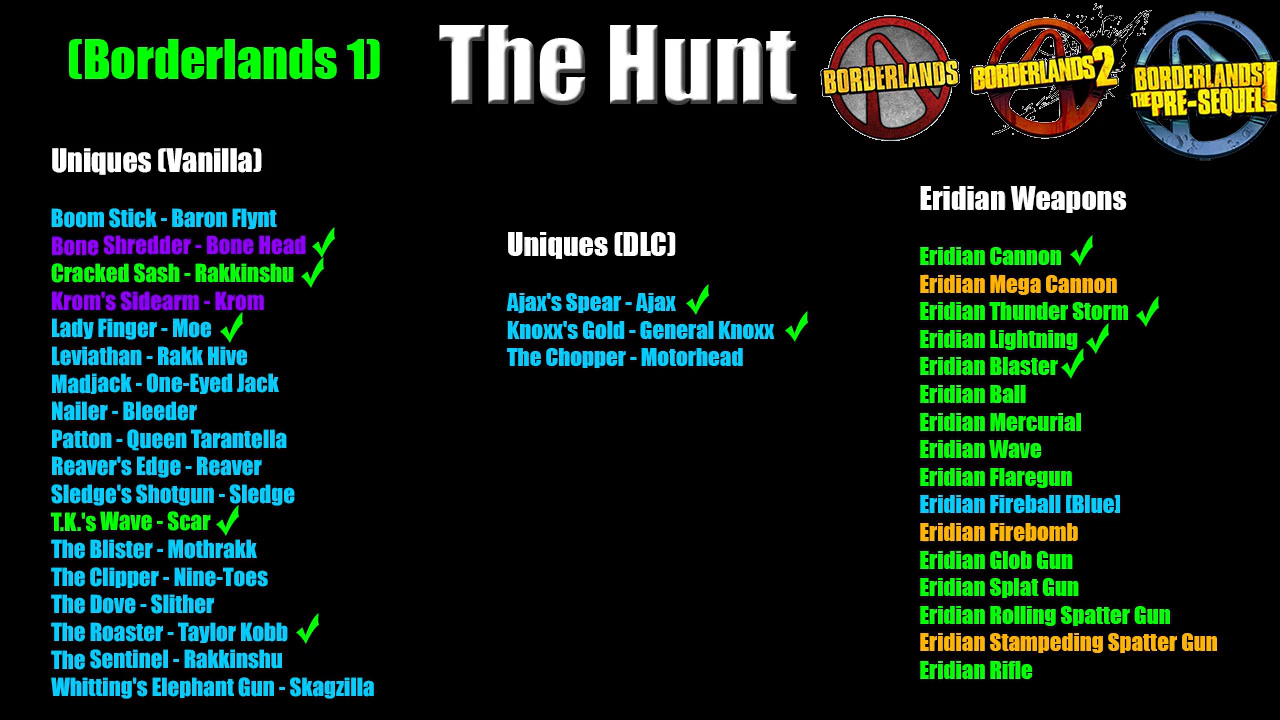 (Borderlands 1)
The Hunt
BORDERLANDS
BORDERLANDS 2
BORDERLANDS
THE PRE-SEQUEL!
Uniques (Vanilla)
Boom Stick - Baron Flynt
Bone Shredder - Bone Head
Cracked Sash - Rakkinshu
Krom's Sidearm - Krom
Lady Finger - Moe
Leviathan - Rakk Hive
Madjack - One-Eyed Jack
Nailer - Bleeder
Patton - Queen Tarantella
Reaver's Edge - Reaver
Sledge's Shotgun - Sledge
T.K.'s Wave - Scar
The Blister - Mothrakk
The Clipper - Nine-Toes
The Dove - Slither
The Roaster - Taylor Kobb
The Sentinel - Rakkinshu
Whitting's Elephant Gun - Skagzilla
Uniques (DLC)
Ajax's Spear - Ajax
Knoxx's Gold - General Knoxx
The Chopper - Motorhead
Eridian Weapons
Eridian Cannon
Eridian Mega Cannon
Eridian Thunder Storm
Eridian Lightning
Eridian Blaster
Eridian Ball
Eridian Mercurial
Eridian Wave
Eridian Flaregun
Eridian Fireball [Blue]
Eridian Firebomb
Eridian Glob Gun
Eridian Splat Gun
Eridian Rolling Spatter Gun
Eridian Stampeding Spatter Gun
Eridian Rifle